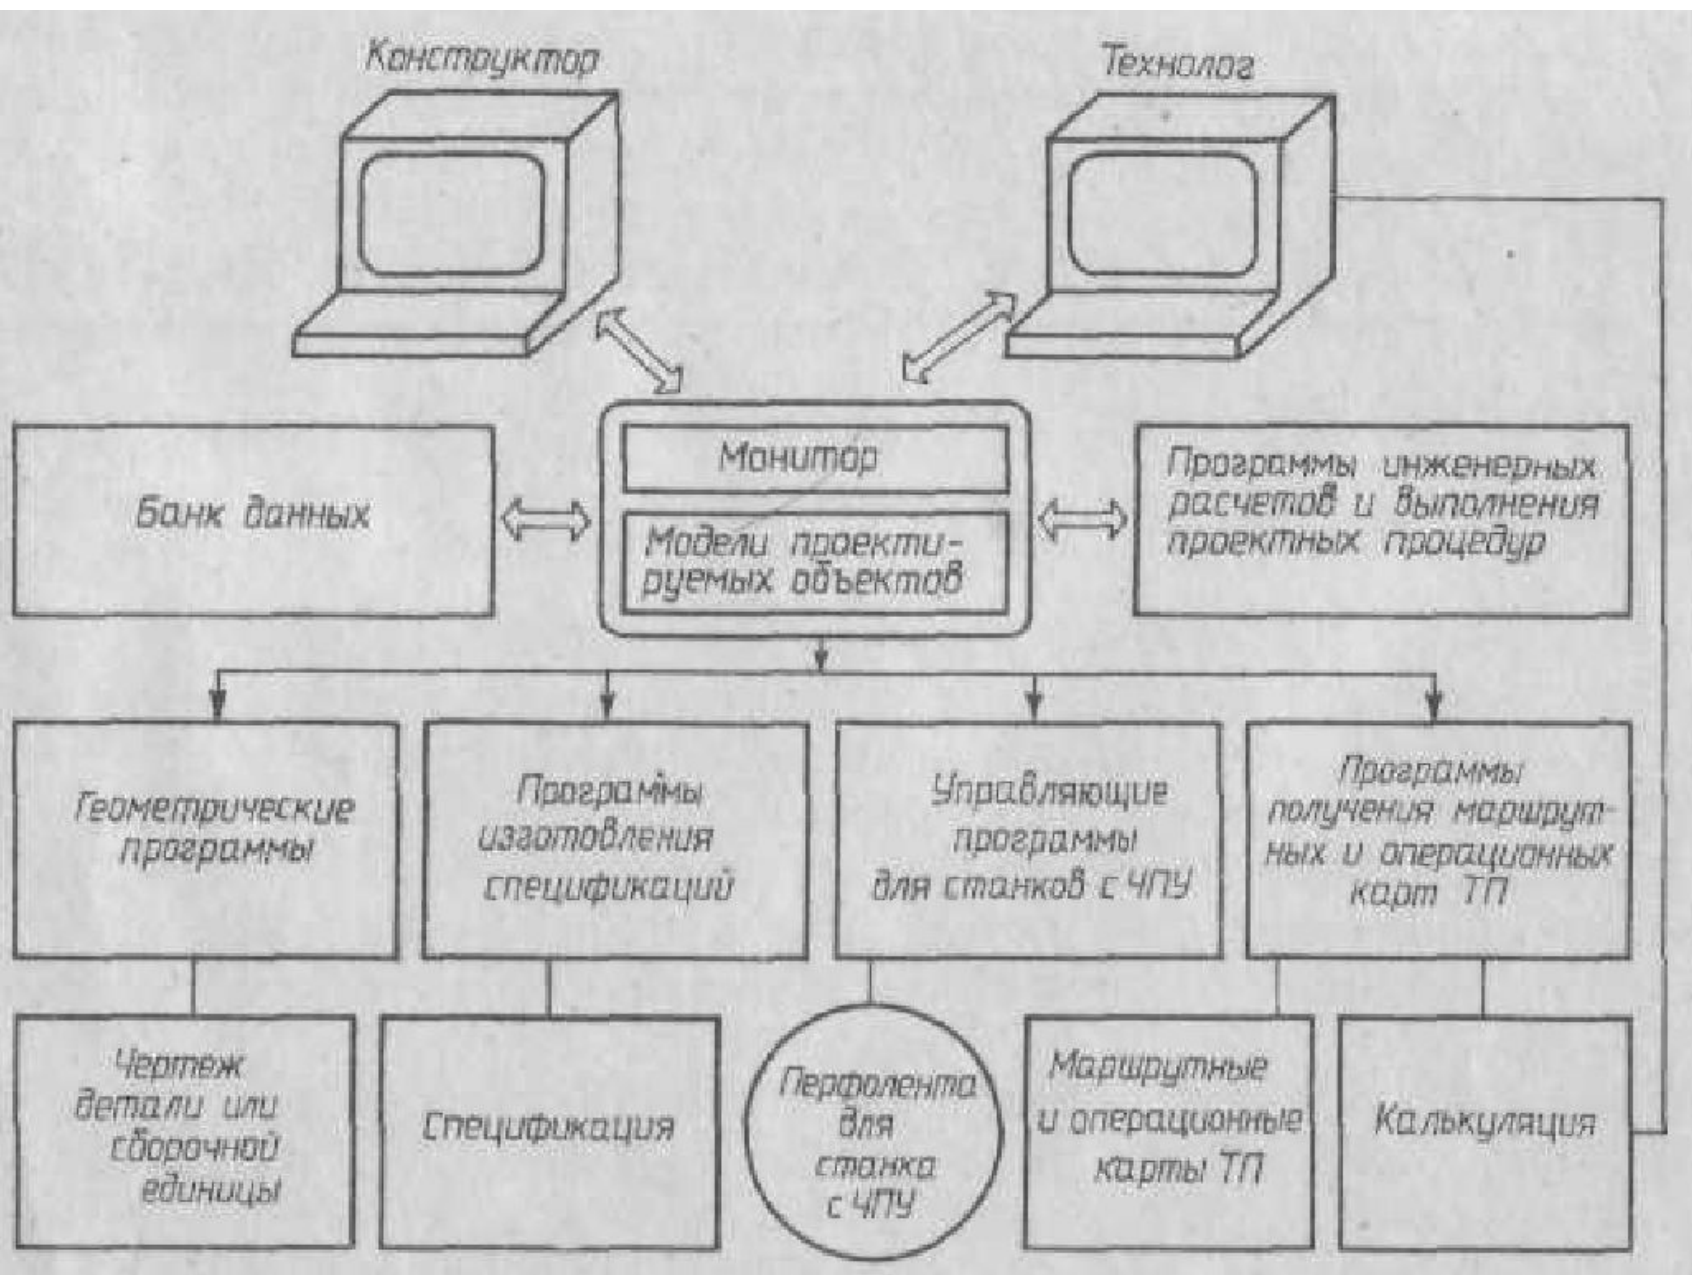 Конструктор
Технолог
Монитор
Модели проекти-
руемых объектов
Банк данных
Программы инженерных
расчетов и выполнения
проектных процедур
Геометрические
программы
Программы
изготовления
спецификаций
Управляющие
программы
для станков с ЧПУ
Программы
получения маршрут-
ных и операционных
карт ТП
Чертеж
детали или
сборочной
единицы
Спецификация
Перфолента
для
станка
с ЧПУ
Маршрутные
и операционные
карты ТП
Калькуляция